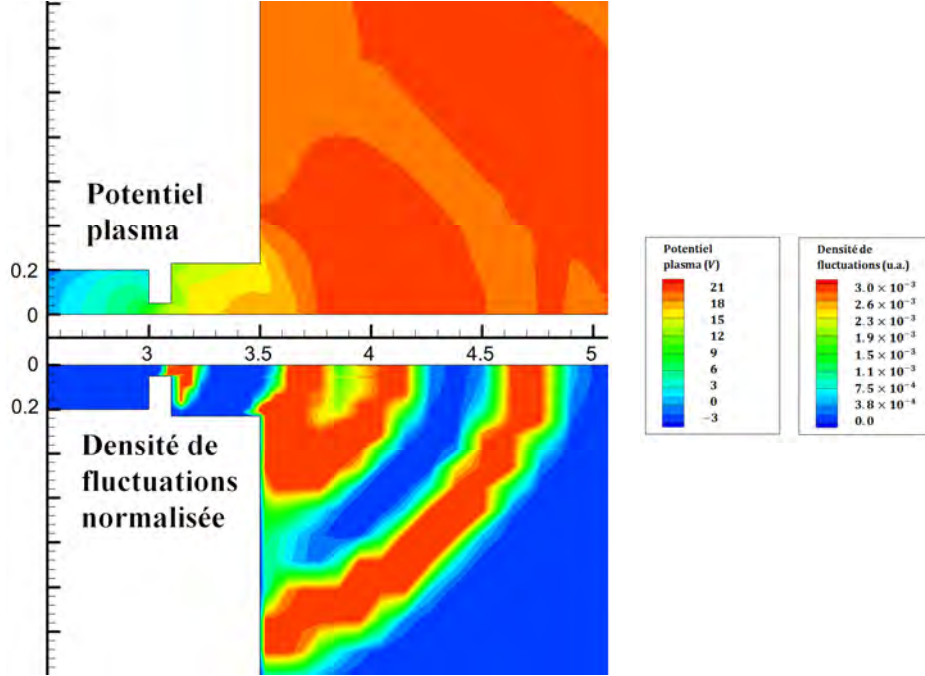 Potentiel
plasma
0.2
0
3
3.5
4
4.5
5
0
0.2
Densité de
fluctuations
normalisée
Potentiel
plasma (V)
21
18
15
12
9
6
3
0
−3
Densité de
fluctuations (u.a.)
3.0 × 10⁻³
2.6 × 10⁻³
2.3 × 10⁻³
1.9 × 10⁻³
1.5 × 10⁻³
1.1 × 10⁻³
7.5 × 10⁻⁴
3.8 × 10⁻⁴
0.0